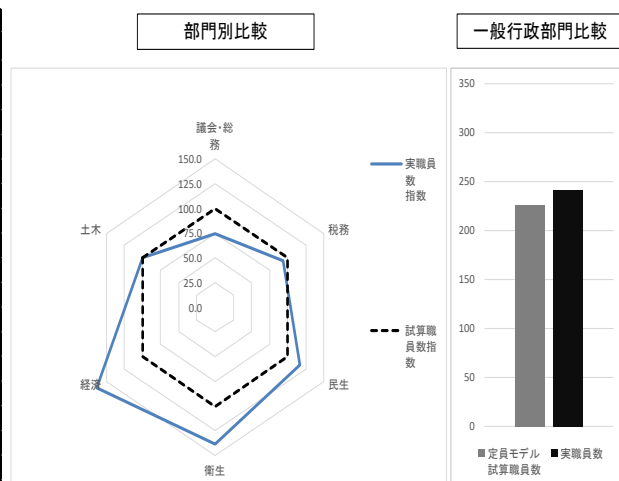 部門別比較
一般行政部門比較
議会・総
務
150.0
125.0
100.0
75.0
50.0
25.0
0.0
税務
民生
衛生
経済
土木
実職員
数
指数
試算職
員数指
数
350
300
250
200
150
100
50
0
定員モデル
試算職員数
実職員数